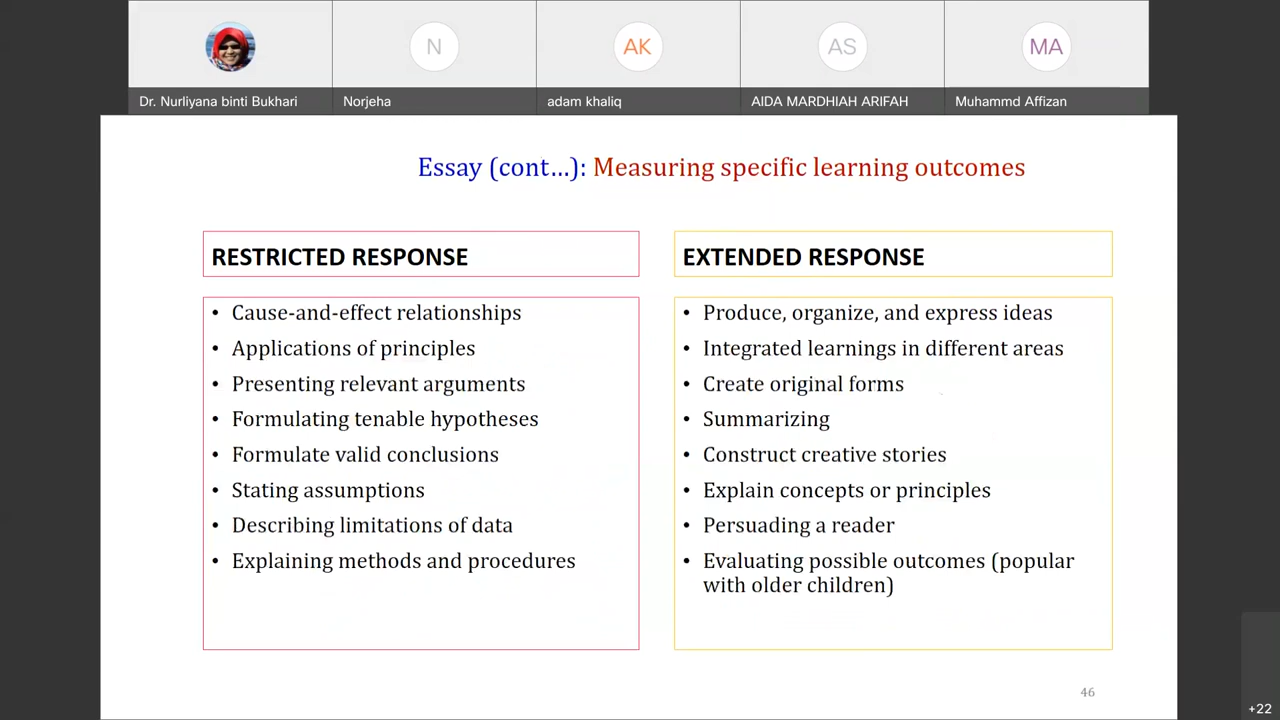 N
AK
AS
MA
Dr. Nurliyana binti Bukhari
Norjeha
adam khaliq
AIDA MARDHIAH ARIFAH
Muhammd Affizan
Essay (cont…): Measuring specific learning outcomes
RESTRICTED RESPONSE
• Cause-and-effect relationships
• Applications of principles
• Presenting relevant arguments
• Formulating tenable hypotheses
• Formulate valid conclusions
• Stating assumptions
• Describing limitations of data
• Explaining methods and procedures
EXTENDED RESPONSE
• Produce, organize, and express ideas
• Integrated learnings in different areas
• Create original forms
• Summarizing
• Construct creative stories
• Explain concepts or principles
• Persuading a reader
• Evaluating possible outcomes (popular
with older children)
46
+22